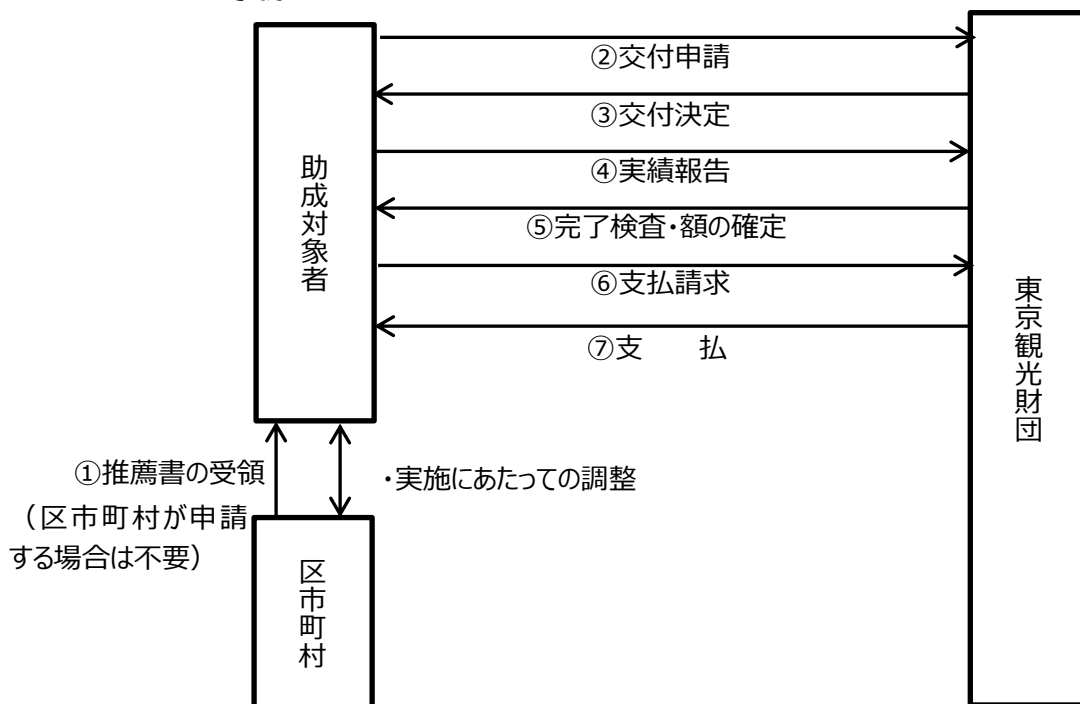 ②交付申請
③交付決定
④実績報告
⑤完了検査・額の確定
⑥支払請求
⑦支　　払
助成対象者
東京観光財団
①推薦書の受領
（区市町村が申請
する場合は不要）
・実施にあたっての調整
区市町村